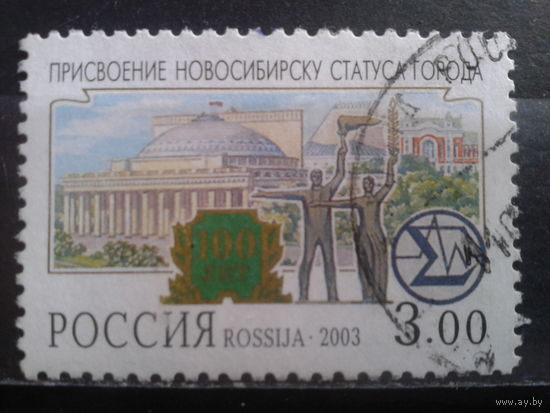 ПРИСВОЕНИЕ НОВОСИБИРСКУ СТАТУСА ГОРОДА
100
ЛЕТ
Σ
РОССИЯ ROSSIJA · 2003 3.00
www.ay.by